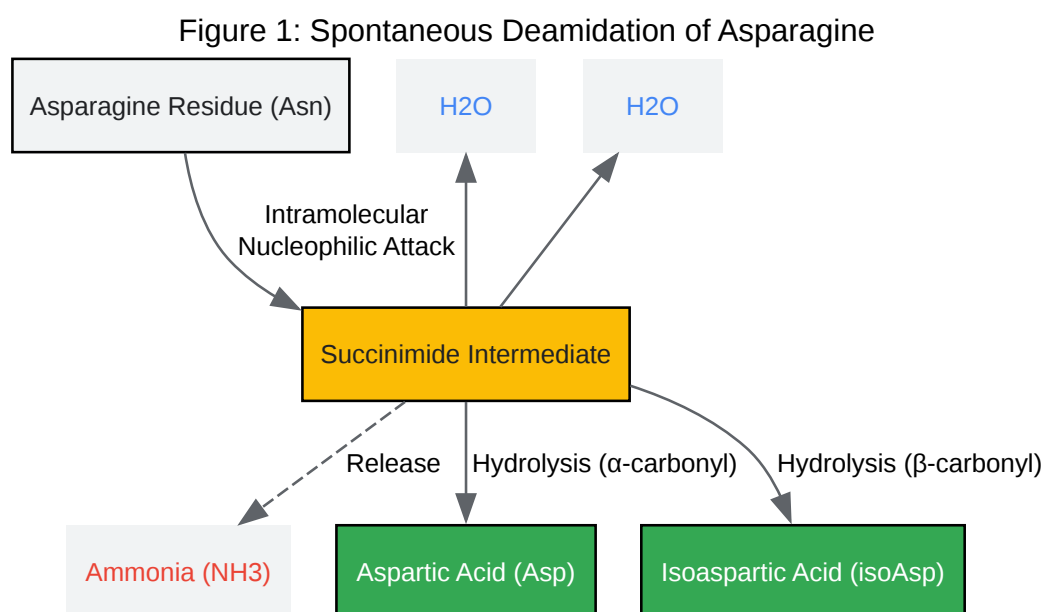 Figure 1: Spontaneous Deamidation of Asparagine
Asparagine Residue (Asn)
H2O
H2O
Intramolecular
Nucleophilic Attack
Succinimide Intermediate
Release
Hydrolysis (α-carbonyl)
Hydrolysis (β-carbonyl)
Ammonia (NH3)
Aspartic Acid (Asp)
Isoaspartic Acid (isoAsp)